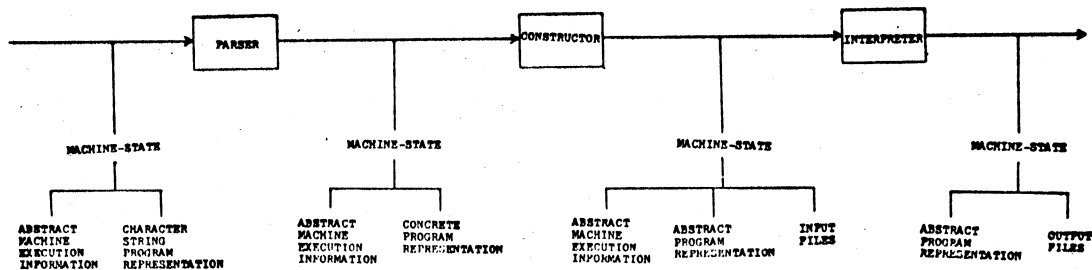 PARSER
CONSTRUCTOR
INTERPRETER
MACHINE-STATE
MACHINE-STATE
MACHINE-STATE
MACHINE-STATE
ABSTRACT
MACHINE
EXECUTION
INFORMATION
CHARACTER
STRING
PROGRAM
REPRESENTATION
ABSTRACT
MACHINE
EXECUTION
INFORMATION
CONCRETE
PROGRAM
REPRESENTATION
ABSTRACT
MACHINE
EXECUTION
INFORMATION
ABSTRACT
PROGRAM
REPRESENTATION
INPUT
FILES
ABSTRACT
PROGRAM
REPRESENTATION
OUTPUT
FILES